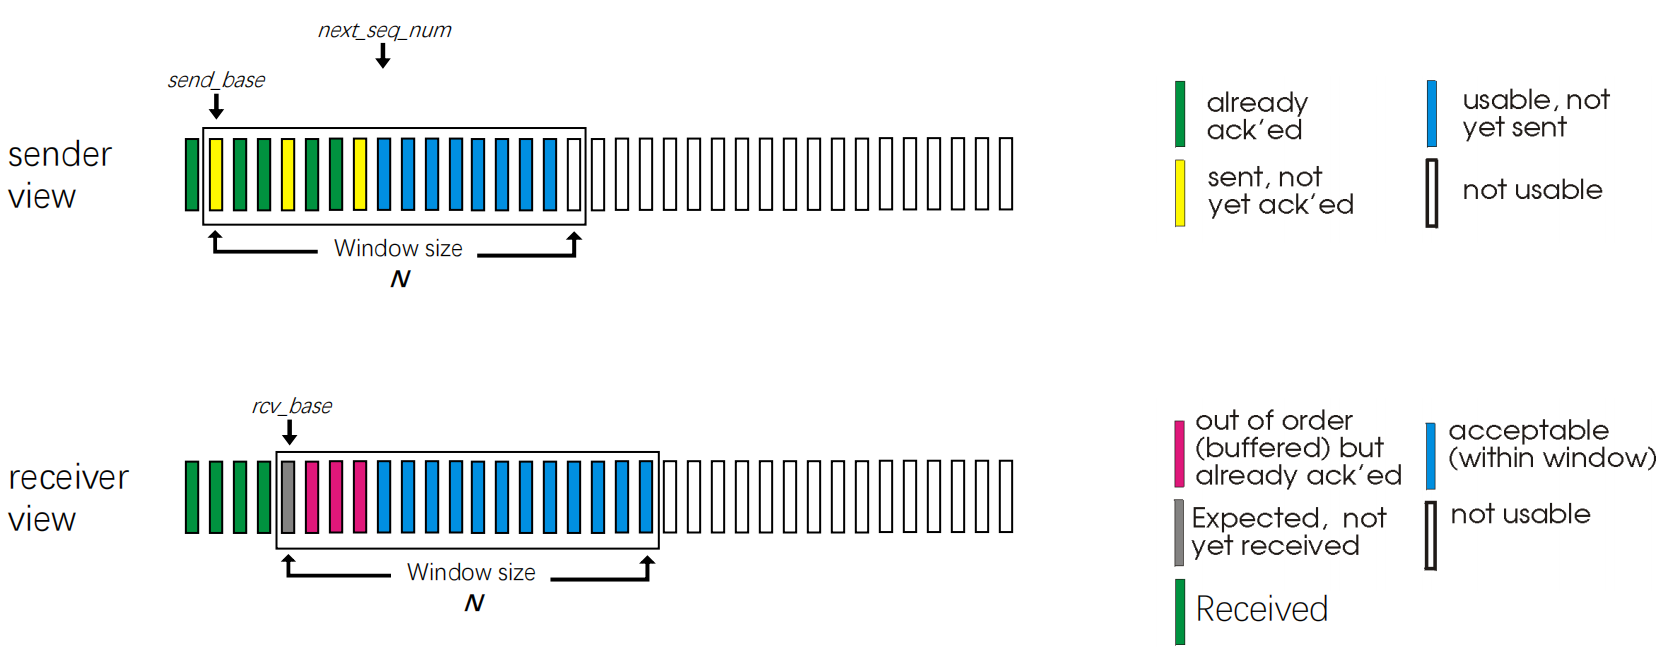 next_seq_num
send_base
sender
view
Window size
N
already
ack'ed
sent, not
yet ack'ed
usable, not
yet sent
not usable
rcv_base
receiver
view
Window size
N
out of order
(buffered) but
already ack'ed
Expected, not
yet received
Received
acceptable
(within window)
not usable